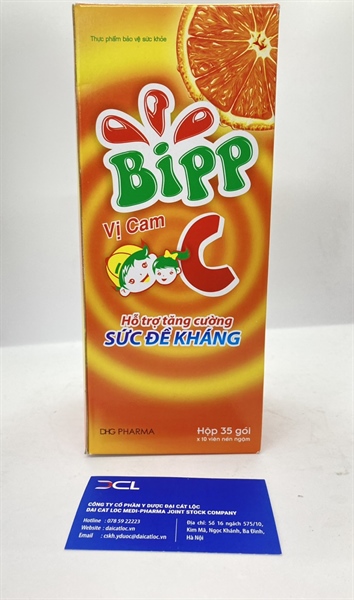 Thực phẩm bảo vệ sức khỏe
Bipp
Vị Cam
C
Hỗ trợ tăng cường
SỨC ĐỀ KHÁNG
DHG PHARMA
Hộp 35 gói
x 10 viên nén ngậm
DCL
CÔNG TY CỔ PHẦN Y DƯỢC ĐẠI CÁT LỘC
DAI CAT LOC MEDI-PHARMA JOINT STOCK COMPANY
Hotline : 078 59 22223
Website : daicatloc.vn
Email : cskh.yduoc@daicatloc.vn
Địa chỉ: Số 16 ngách 575/10,
Kim Mã, Ngọc Khánh, Ba Đình,
Hà Nội